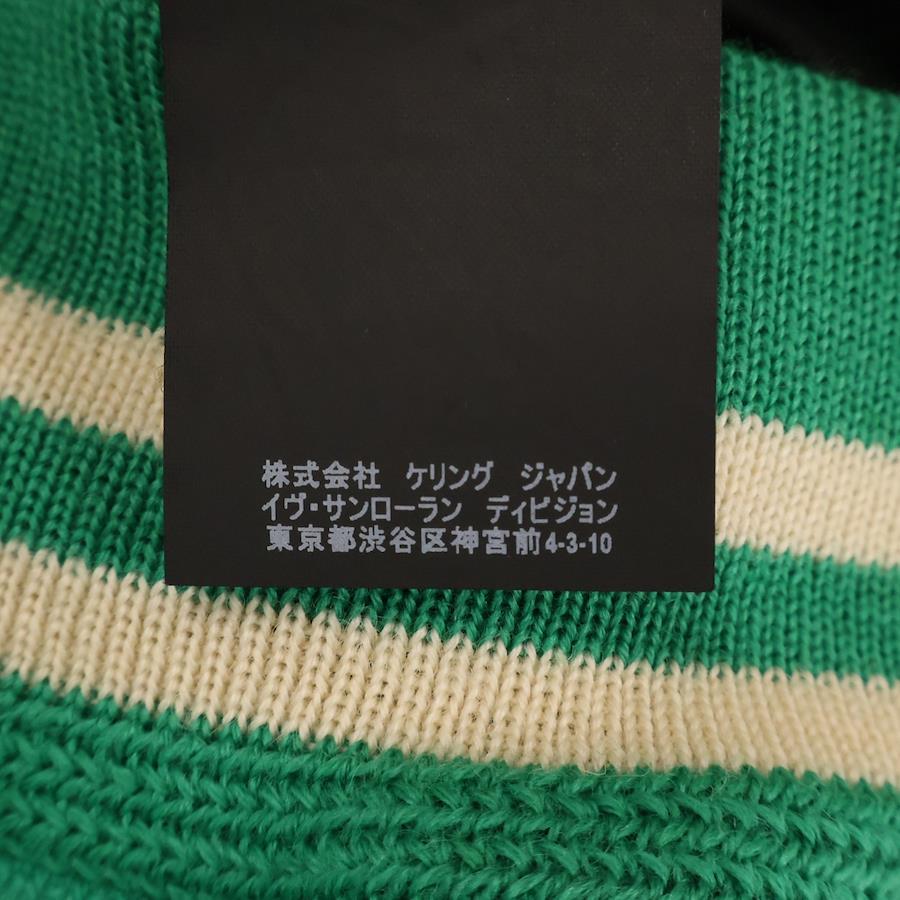 株式会社 ケリング ジャパン
イヴ・サンローラン ディビジョン
東京都渋谷区神宮前4-3-10